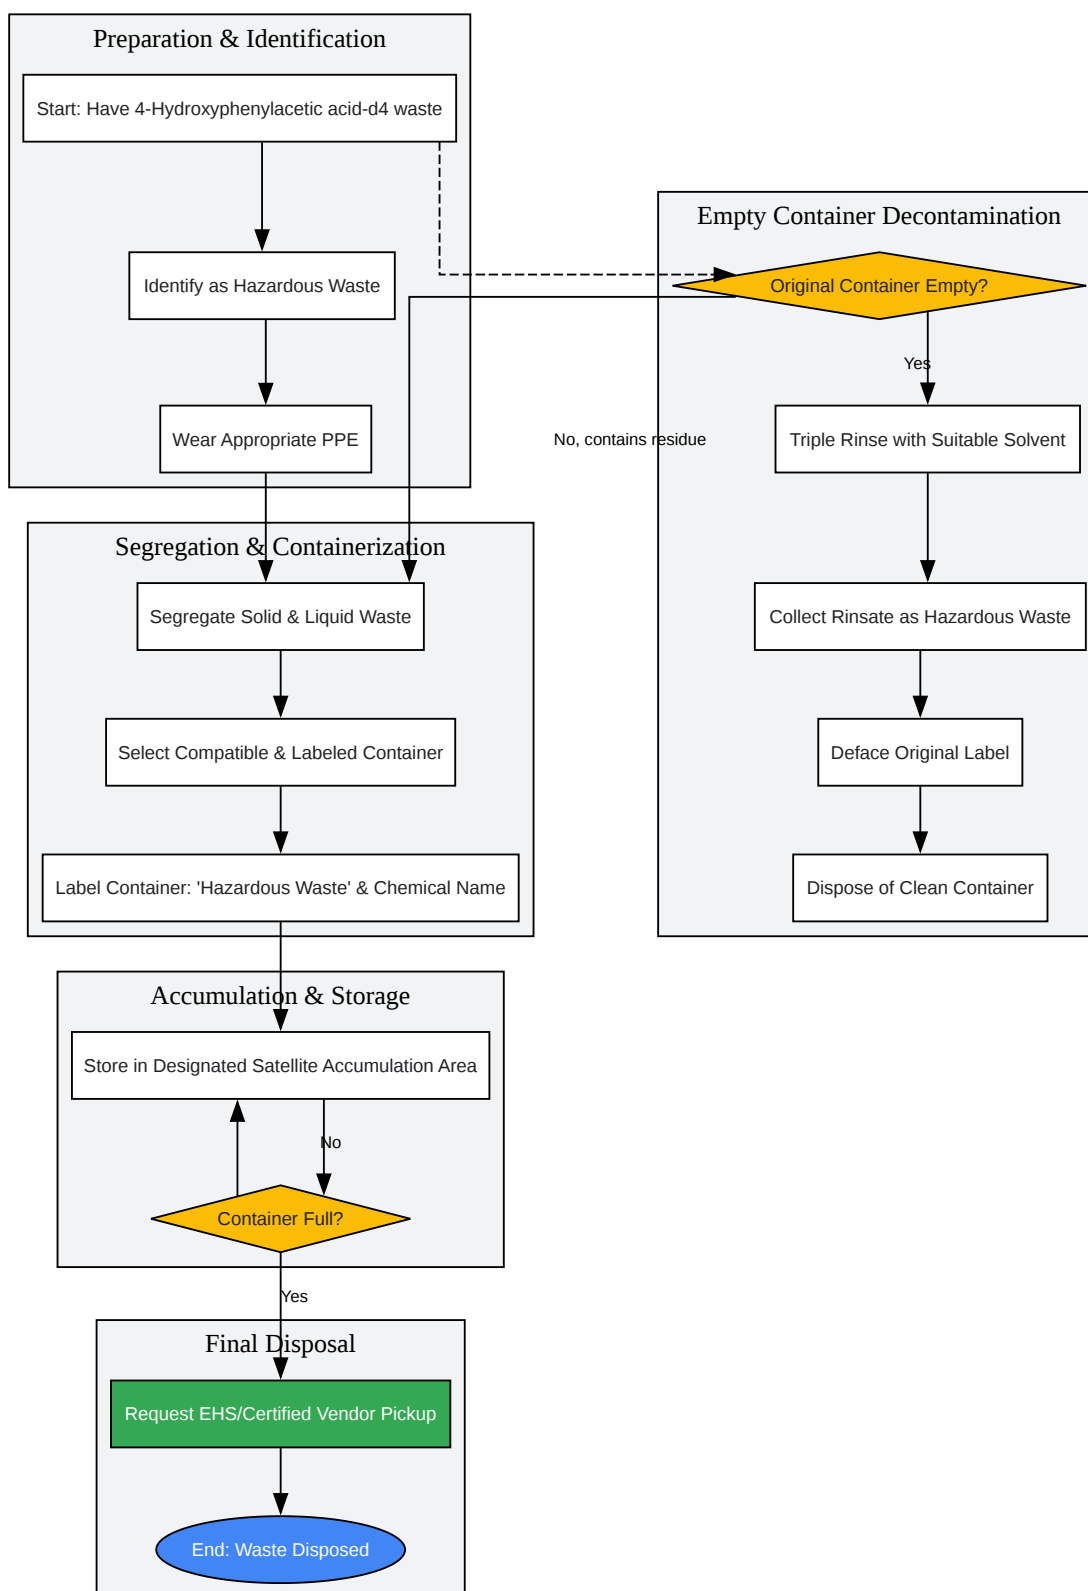 Preparation & Identification
Start: Have 4-Hydroxyphenylacetic acid-d4 waste
Identify as Hazardous Waste
Wear Appropriate PPE
Empty Container Decontamination
Original Container Empty?
Yes
No, contains residue
Triple Rinse with Suitable Solvent
Collect Rinsate as Hazardous Waste
Deface Original Label
Dispose of Clean Container
Segregation & Containerization
Segregate Solid & Liquid Waste
Select Compatible & Labeled Container
Label Container: 'Hazardous Waste' & Chemical Name
Accumulation & Storage
Store in Designated Satellite Accumulation Area
No
Container Full?
Yes
Final Disposal
Request EHS/Certified Vendor Pickup
End: Waste Disposed